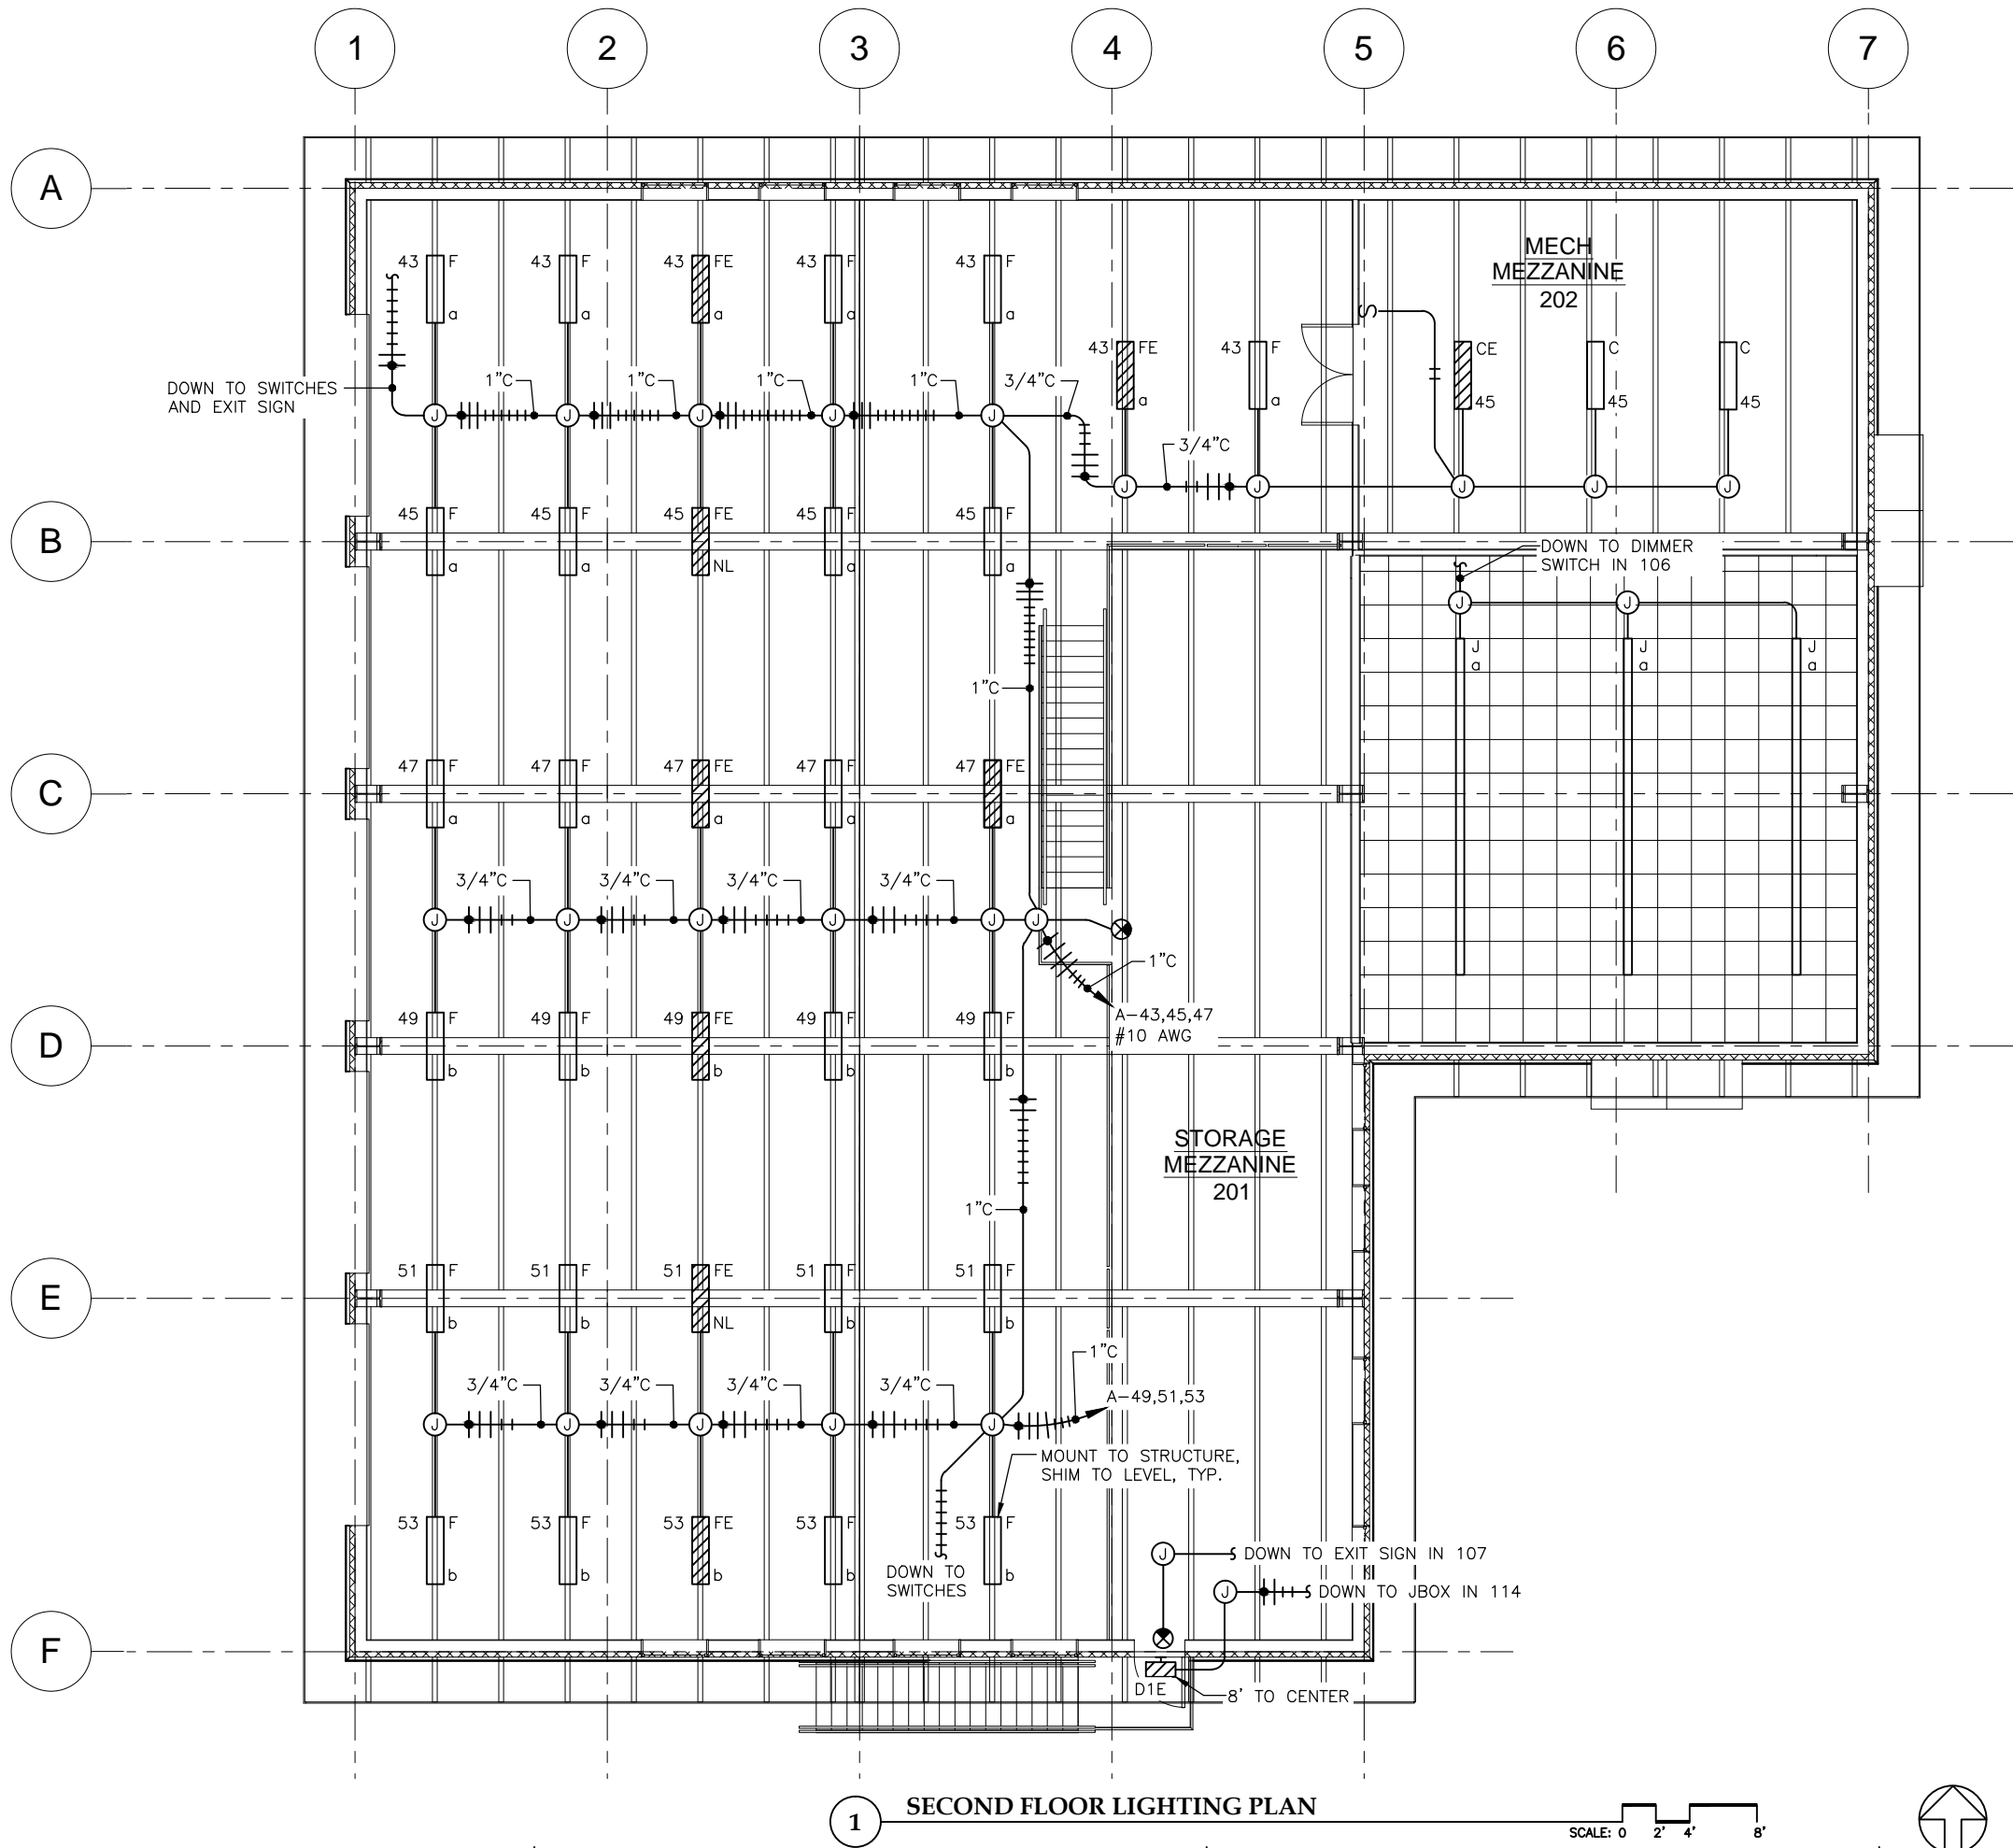 1 2 3 4 5 6 7
A
MECH
MEZZANINE
202
43 F 43 F 43 FE 43 F 43 F
a a a a a
43 FE 43 F CE C C
a a 45 45 45
DOWN TO SWITCHES
AND EXIT SIGN
1"C 1"C 1"C 1"C 3/4"C
J J J J J
3/4"C
J J J J J
B
45 F 45 F 45 FE 45 F 45 F
a a NL a a
DOWN TO DIMMER
SWITCH IN 106
J J
J J J
a a a
1"C
C
47 F 47 F 47 FE 47 F 47 FE
a a a a a
3/4"C 3/4"C 3/4"C 3/4"C
J J J J J J
1"C
A-43,45,47
#10 AWG
D
49 F 49 F 49 FE 49 F 49 F
b b b b b
STORAGE
MEZZANINE
201
1"C
E
51 F 51 F 51 FE 51 F 51 F
b b NL b b
1"C
3/4"C 3/4"C 3/4"C 3/4"C
A-49,51,53
J J J J J
MOUNT TO STRUCTURE,
SHIM TO LEVEL, TYP.
53 F 53 F 53 FE 53 F 53 F
b b b b b
DOWN TO
SWITCHES
J DOWN TO EXIT SIGN IN 107
J DOWN TO JBOX IN 114
F
D1E
8' TO CENTER
1 SECOND FLOOR LIGHTING PLAN
SCALE: 0 2' 4' 8'